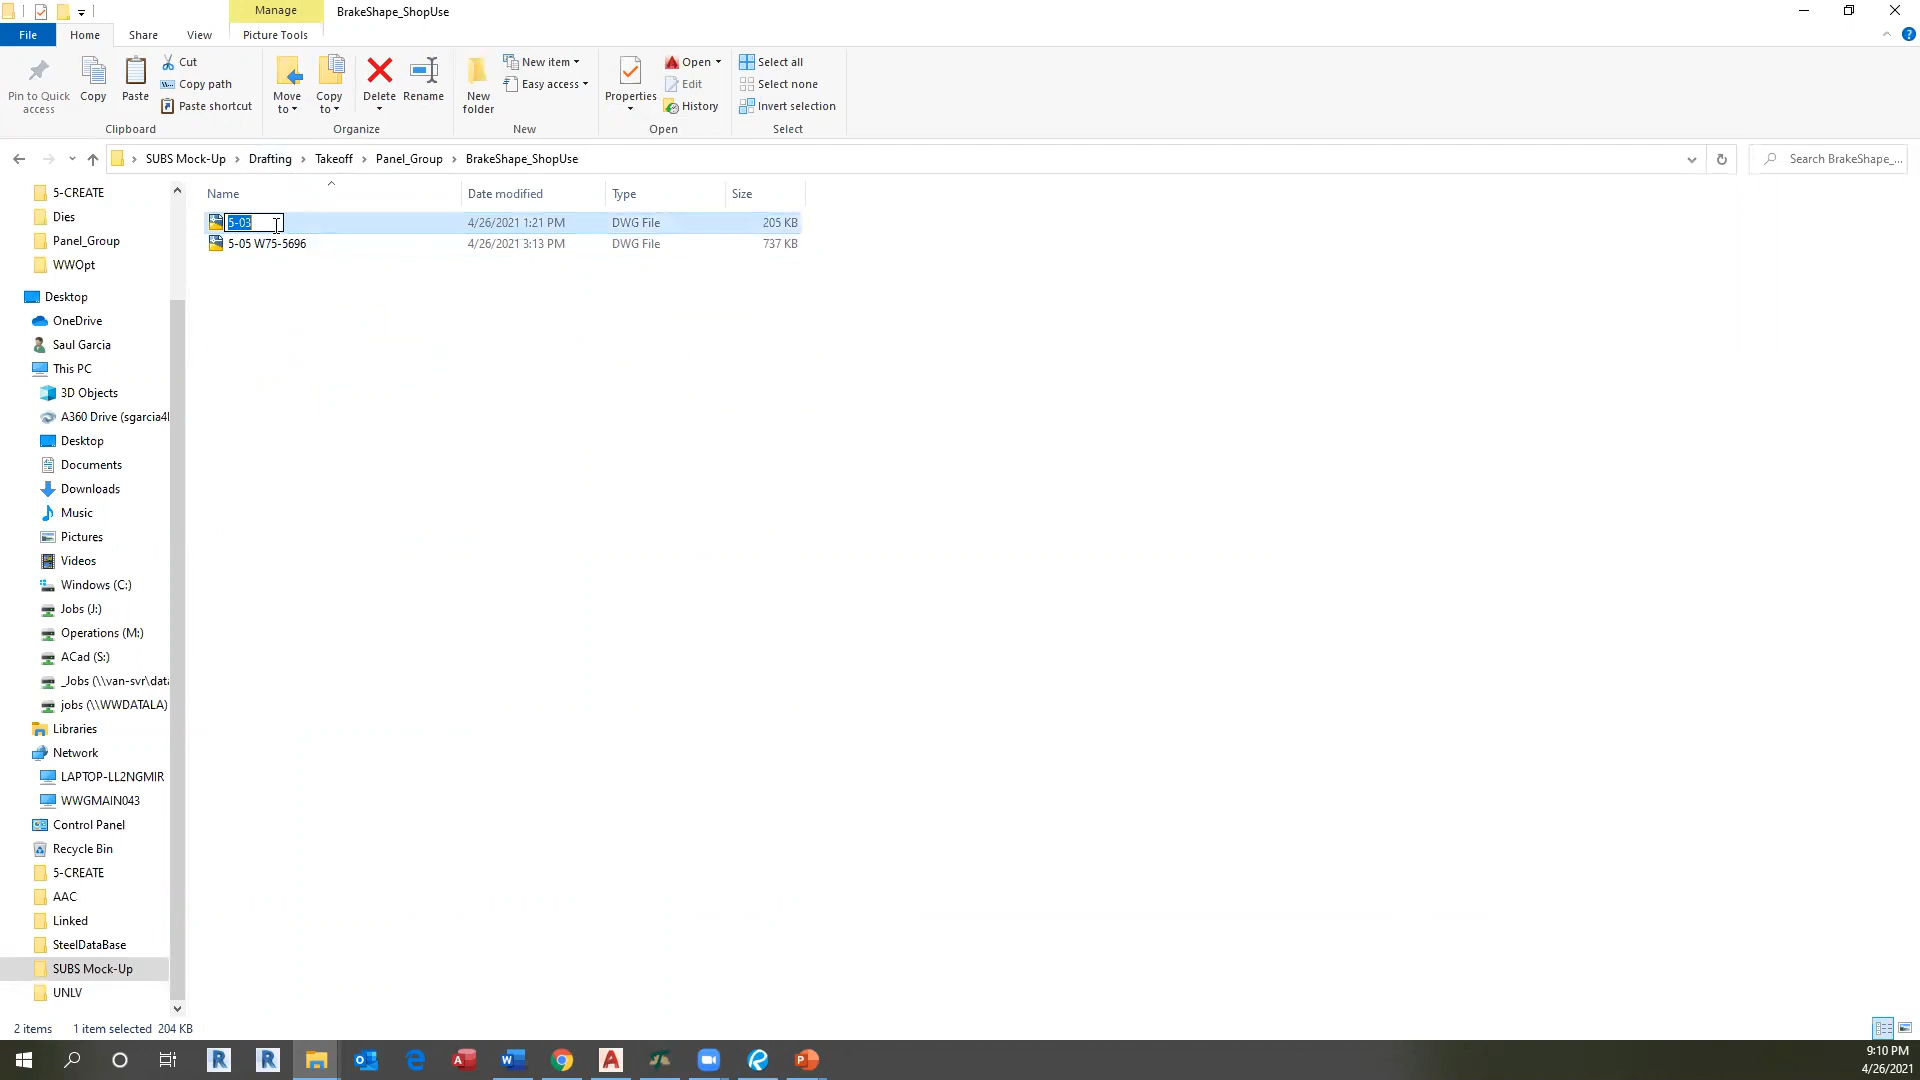 Manage
BrakeShape_ShopUse
File
Home
Share
View
Picture Tools
Pin to Quick access
Copy
Paste
Cut
Copy path
Paste shortcut
Move to
Copy to
Delete
Rename
New folder
New item
Easy access
Properties
Open
Edit
History
Select all
Select none
Invert selection
Clipboard
Organize
New
Open
Select
SUBS Mock-Up > Drafting > Takeoff > Panel_Group > BrakeShape_ShopUse
Search BrakeShape_...
Name
Date modified
Type
Size
5-03
4/26/2021 1:21 PM
DWG File
205 KB
5-05 W75-5696
4/26/2021 3:13 PM
DWG File
737 KB
5-CREATE
Dies
Panel_Group
WWOpt
Desktop
OneDrive
Saul Garcia
This PC
3D Objects
A360 Drive (sgarcia4
Desktop
Documents
Downloads
Music
Pictures
Videos
Windows (C:)
Jobs (J:)
Operations (M:)
ACad (S:)
_Jobs (\\van-svr\data
jobs (\\WWDATALA)
Libraries
Network
LAPTOP-LL2NGMIR
WWGMAIN043
Control Panel
Recycle Bin
5-CREATE
AAC
Linked
SteelDataBase
SUBS Mock-Up
UNLV
2 items
1 item selected 204 KB
9:10 PM
4/26/2021